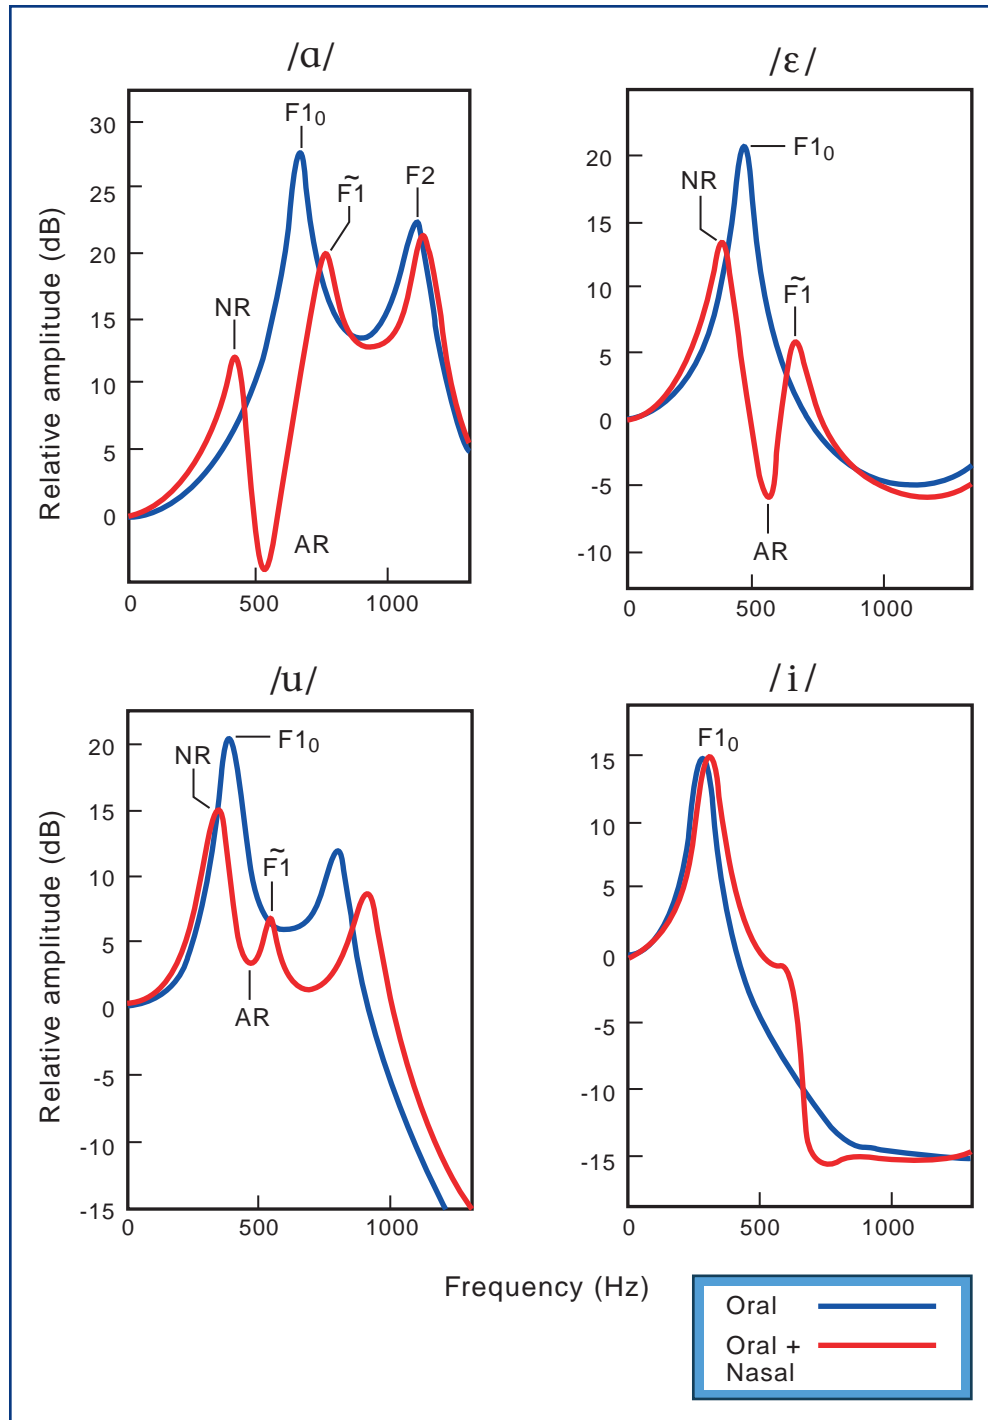 /ɑ/
/ɛ/
30
25
20
15
10
5
0
Relative amplitude (dB)
F1₀
F̃1
F2
NR
AR
0 500 1000
20
15
10
5
0
-5
-10
NR
F1₀
F̃1
AR
0 500 1000
/u/
/i/
20
15
10
5
0
-5
-10
-15
Relative amplitude (dB)
NR
F1₀
F̃1
AR
0 500 1000
15
10
5
0
-5
-10
-15
F1₀
0 500 1000
Frequency (Hz)
Oral
Oral +
Nasal